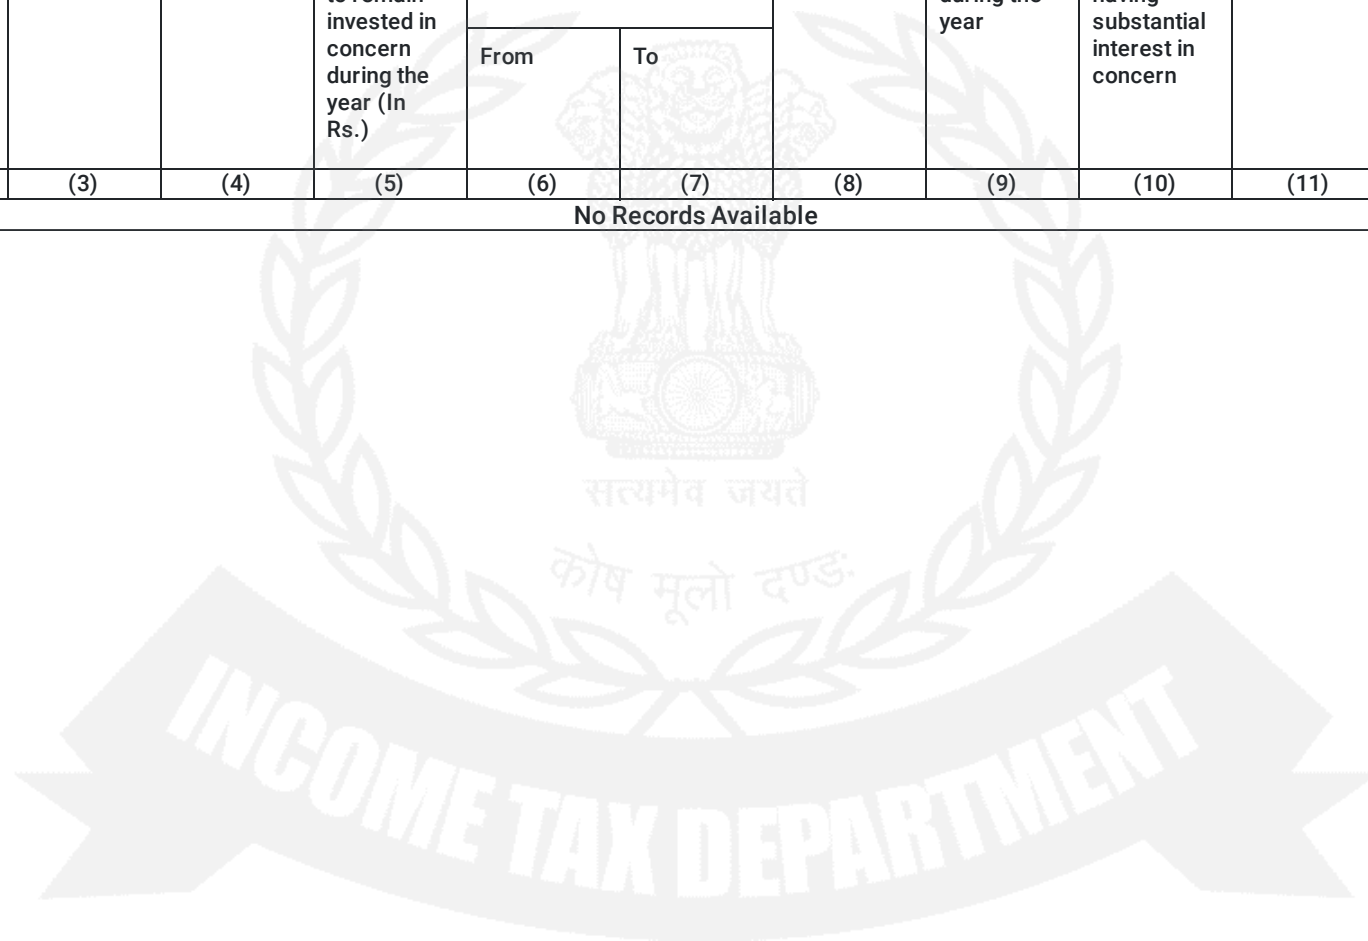 to remain
invested in
concern
during the
year (In
Rs.)
From
To
during the
year
having
substantial
interest in
concern
(3) (4) (5) (6) (7) (8) (9) (10) (11)
No Records Available
सत्यमेव जयते
कोष मूलो दण्डः
INCOME TAX DEPARTMENT